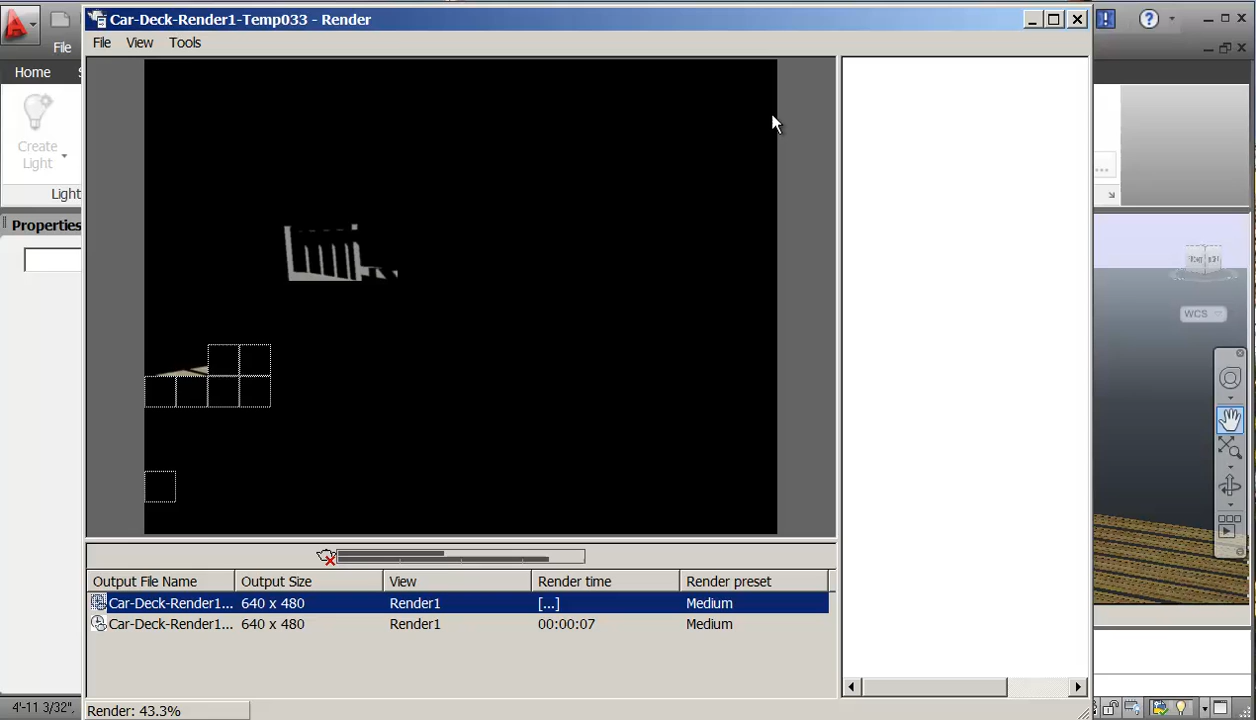 Car-Deck-Render1-Temp033 - Render
File View Tools
File
Home
Create
Light
Light
Properties
WCS
Output File Name Output Size View Render time Render preset
Car-Deck-Render1... 640 x 480 Render1 [...] Medium
Car-Deck-Render1... 640 x 480 Render1 00:00:07 Medium
4'-11 3/32",
Render: 43.3%